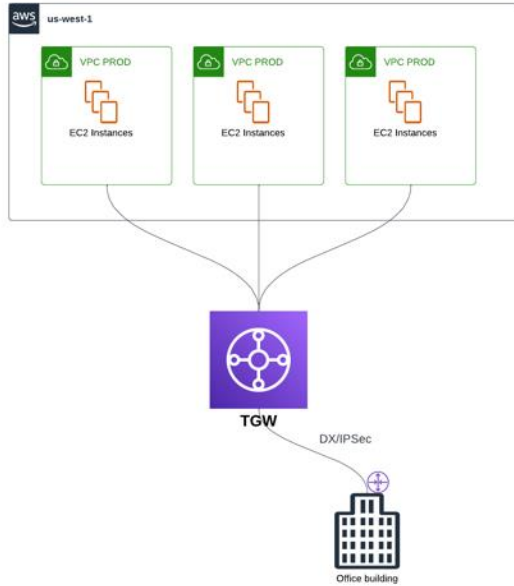 aws us-west-1
VPC PROD VPC PROD VPC PROD
EC2 Instances EC2 Instances EC2 Instances
TGW
DX/IPSec
Office building